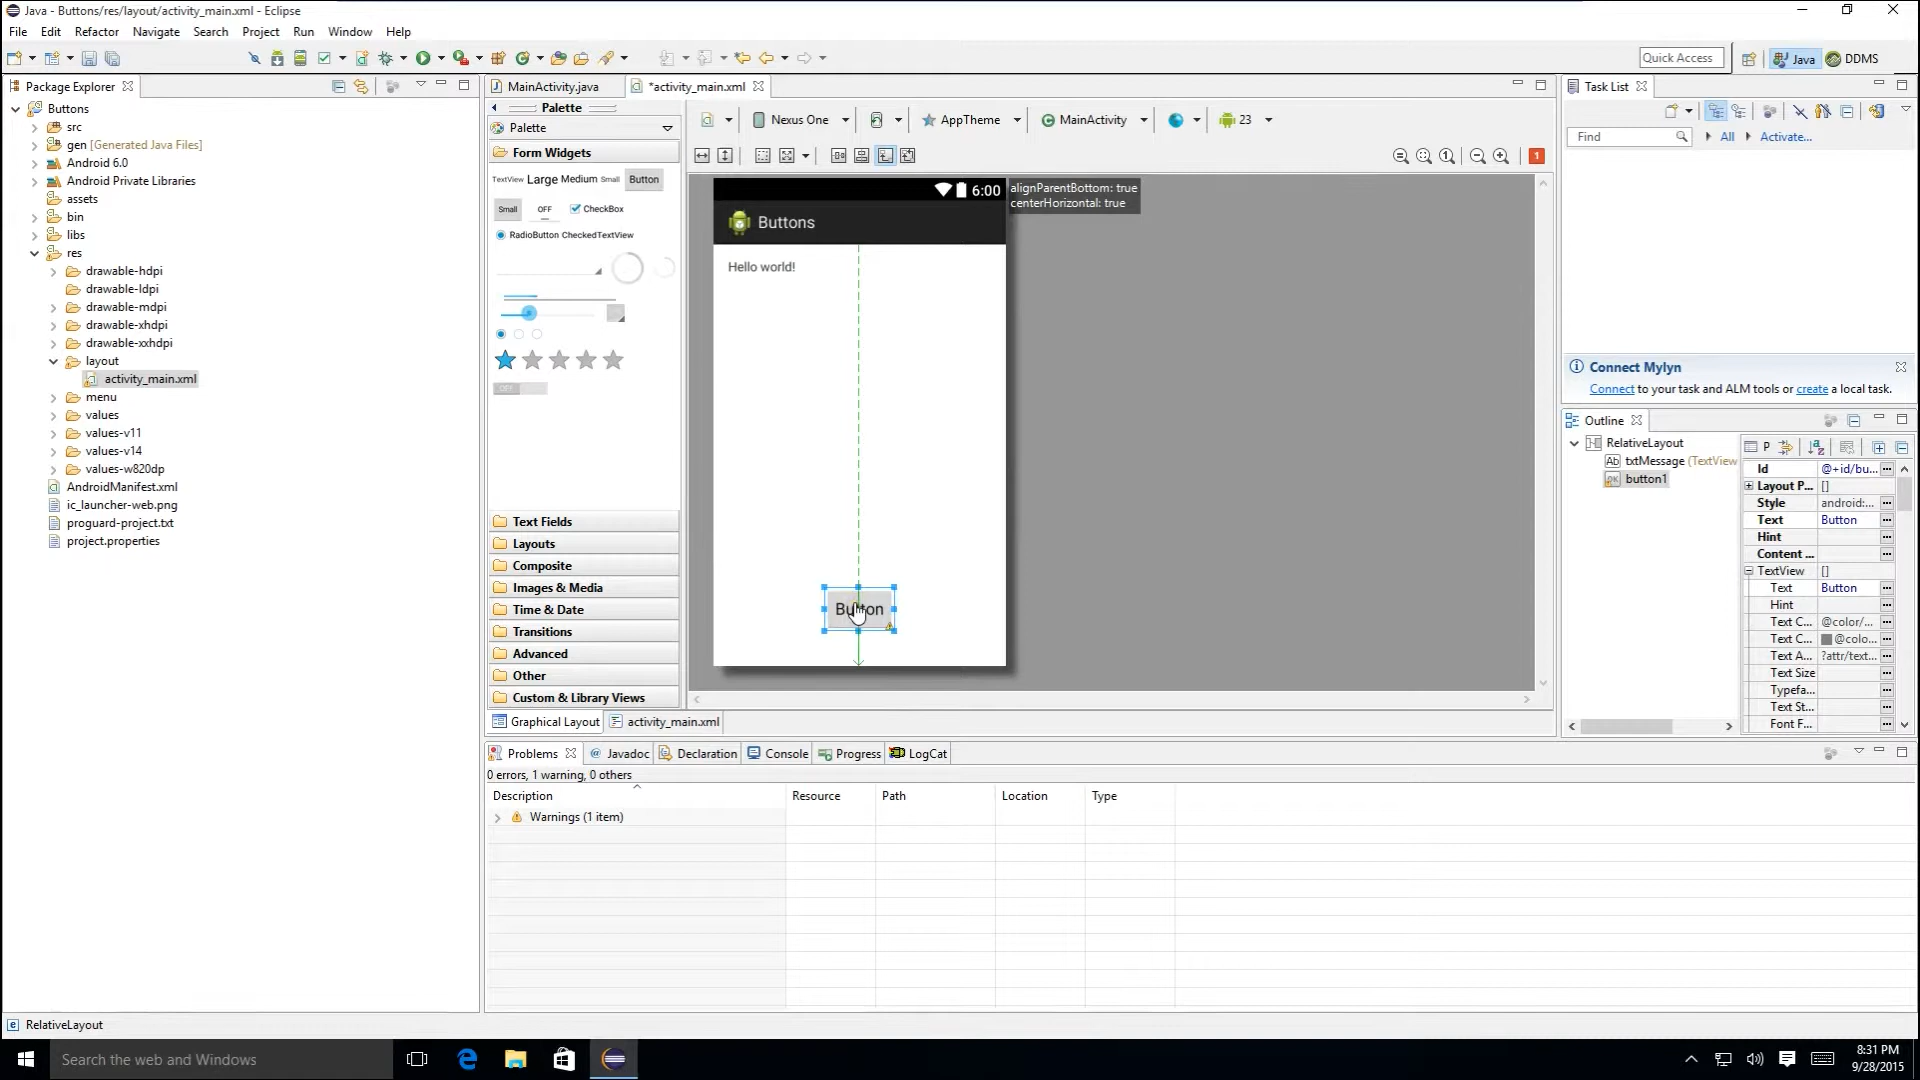 Java - Buttons/res/layout/activity_main.xml - Eclipse
File Edit Refactor Navigate Search Project Run Window Help
Quick Access
Java
DDMS
Package Explorer
Buttons
src
gen [Generated Java Files]
Android 6.0
Android Private Libraries
assets
bin
libs
res
drawable-hdpi
drawable-ldpi
drawable-mdpi
drawable-xhdpi
drawable-xxhdpi
layout
activity_main.xml
menu
values
values-v11
values-v14
values-w820dp
AndroidManifest.xml
ic_launcher-web.png
proguard-project.txt
project.properties
MainActivity.java
*activity_main.xml
Palette
Palette
Form Widgets
TextView Large Medium Small Button
Small OFF CheckBox
RadioButton CheckedTextView
OFF
Text Fields
Layouts
Composite
Images & Media
Time & Date
Transitions
Advanced
Other
Custom & Library Views
Nexus One
AppTheme
MainActivity
23
1
6:00
Buttons
Hello world!
Button
alignParentBottom: true
centerHorizontal: true
Graphical Layout
activity_main.xml
Task List
Find
All
Activate...
Connect Mylyn
Connect to your task and ALM tools or create a local task.
Outline
RelativeLayout
txtMessage (TextView
button1
P
Id @+id/bu... ...
Layout P... []
Style android:... ...
Text Button ...
Hint ...
Content ... ...
TextView []
Text Button ...
Hint ...
Text C... @color/... ...
Text C... @colo... ...
Text A... ?attr/text... ...
Text Size ...
Typefa... ...
Text St... ...
Font F... ...
Problems
Javadoc
Declaration
Console
Progress
LogCat
0 errors, 1 warning, 0 others
Description Resource Path Location Type
Warnings (1 item)
RelativeLayout
Search the web and Windows
8:31 PM
9/28/2015